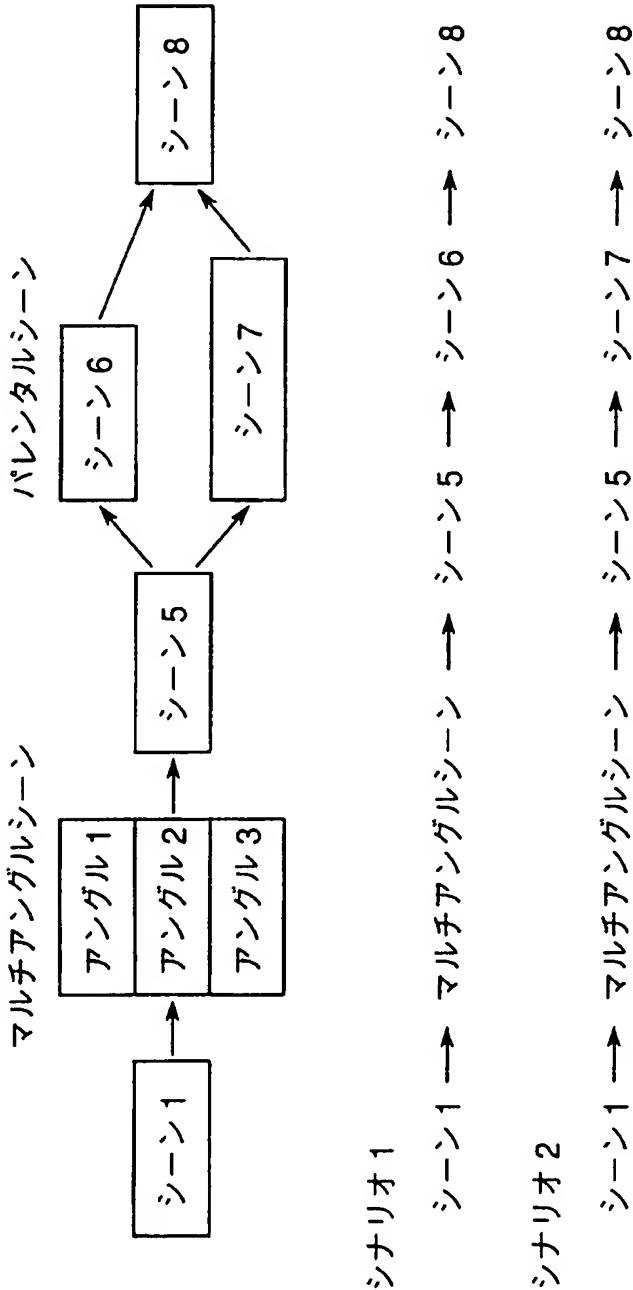 マルチアングルシーン
パレンタルシーン
シーン1
アングル1
アングル2
アングル3
シーン5
シーン6
シーン7
シーン8
シナリオ1
シーン1 → マルチアングルシーン → シーン5 → シーン6 → シーン8
シナリオ2
シーン1 → マルチアングルシーン → シーン5 → シーン7 → シーン8